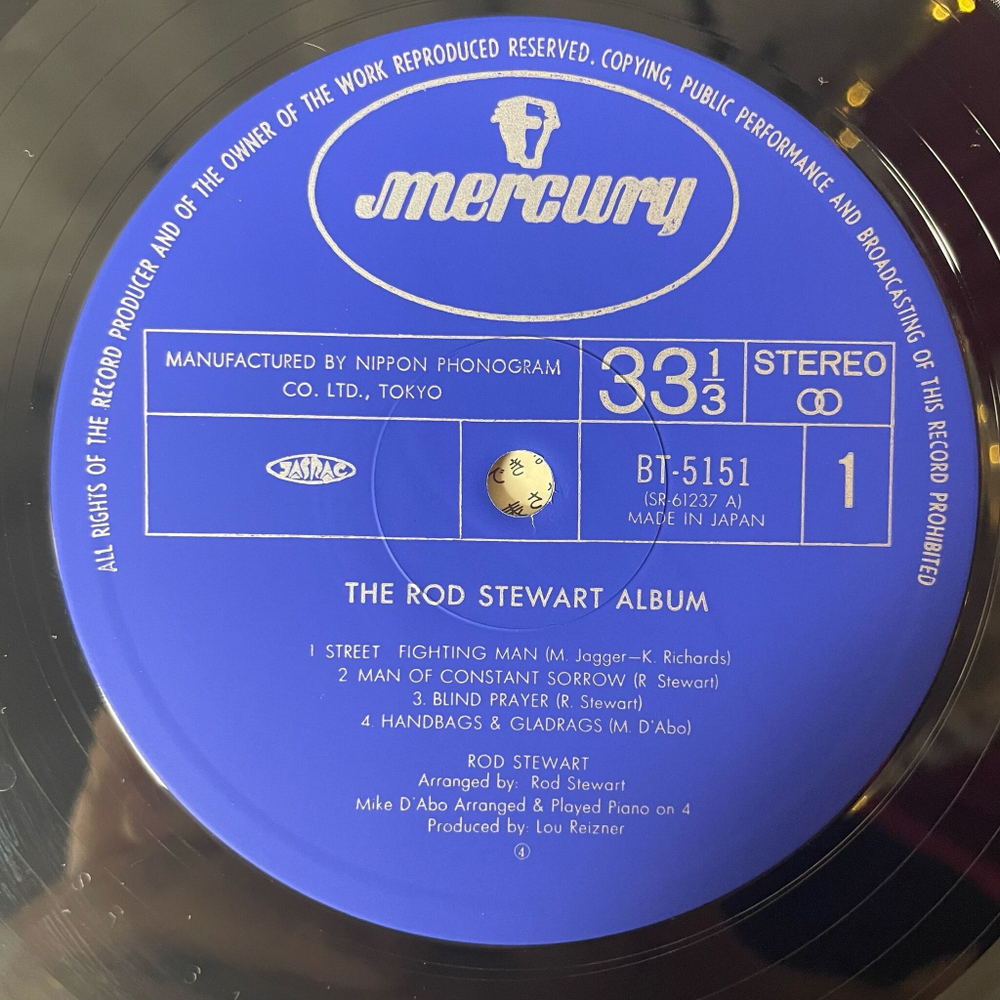 ALL RIGHTS OF THE RECORD PRODUCER AND OF THE OWNER OF THE WORK REPRODUCED RESERVED. COPYING, PUBLIC PERFORMANCE AND BROADCASTING OF THIS RECORD PROHIBITED
mercury
MANUFACTURED BY NIPPON PHONOGRAM
CO. LTD., TOKYO
33 1/3
STEREO
JASRAC
BT-5151
(SR-61237 A)
MADE IN JAPAN
1
THE ROD STEWART ALBUM
1 STREET FIGHTING MAN (M. Jagger—K. Richards)
2 MAN OF CONSTANT SORROW (R Stewart)
3. BLIND PRAYER (R. Stewart)
4. HANDBAGS & GLADRAGS (M. D'Abo)
ROD STEWART
Arranged by: Rod Stewart
Mike D'Abo Arranged & Played Piano on 4
Produced by: Lou Reizner
④